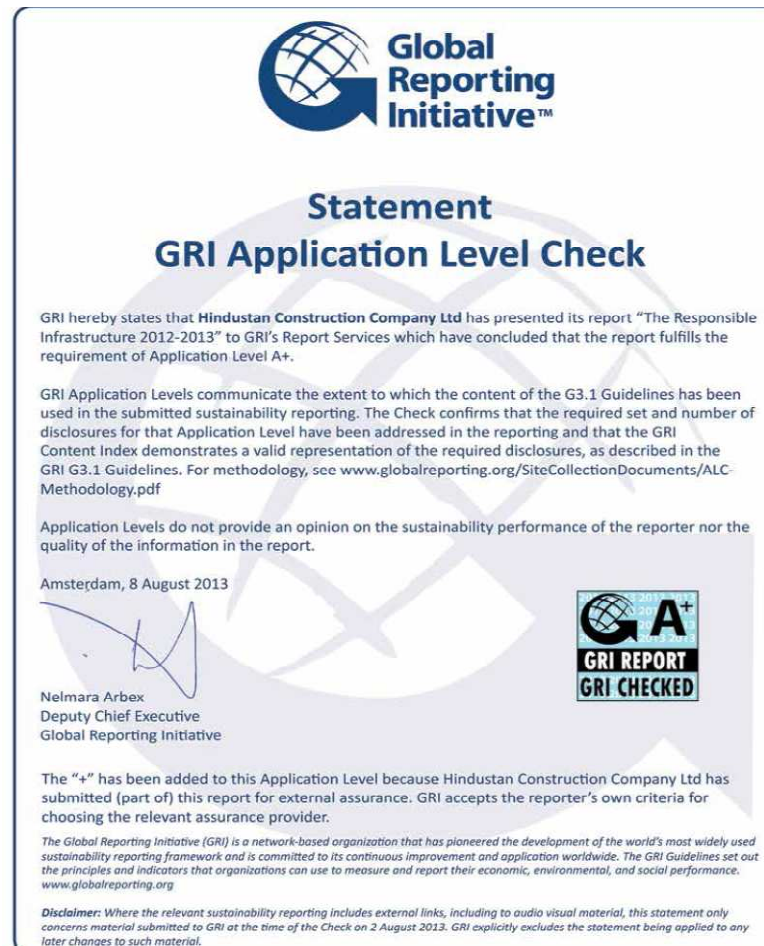 Global
Reporting
Initiative™
Statement
GRI Application Level Check
GRI hereby states that Hindustan Construction Company Ltd has presented its report “The Responsible
Infrastructure 2012-2013” to GRI’s Report Services which have concluded that the report fulfills the
requirement of Application Level A+.
GRI Application Levels communicate the extent to which the content of the G3.1 Guidelines has been
used in the submitted sustainability reporting. The Check confirms that the required set and number of
disclosures for that Application Level have been addressed in the reporting and that the GRI
Content Index demonstrates a valid representation of the required disclosures, as described in the
GRI G3.1 Guidelines. For methodology, see www.globalreporting.org/SiteCollectionDocuments/ALC-
Methodology.pdf
Application Levels do not provide an opinion on the sustainability performance of the reporter nor the
quality of the information in the report.
Amsterdam, 8 August 2013
A+
GRI REPORT
GRI CHECKED
Nelmara Arbex
Deputy Chief Executive
Global Reporting Initiative
The “+” has been added to this Application Level because Hindustan Construction Company Ltd has
submitted (part of) this report for external assurance. GRI accepts the reporter’s own criteria for
choosing the relevant assurance provider.
The Global Reporting Initiative (GRI) is a network-based organization that has pioneered the development of the world’s most widely used
sustainability reporting framework and is committed to its continuous improvement and application worldwide. The GRI Guidelines set out
the principles and indicators that organizations can use to measure and report their economic, environmental, and social performance.
www.globalreporting.org
Disclaimer: Where the relevant sustainability reporting includes external links, including to audio visual material, this statement only
concerns material submitted to GRI at the time of the Check on 2 August 2013. GRI explicitly excludes the statement being applied to any
later changes to such material.